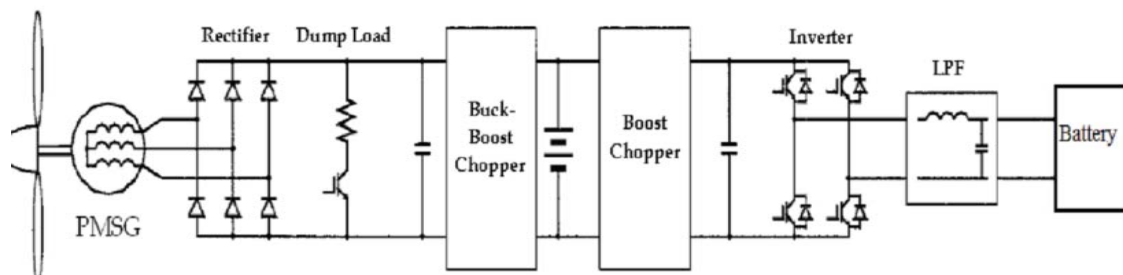 Rectifier
Dump Load
Inverter
LPF
Buck-
Boost
Chopper
Boost
Chopper
Battery
PMSG